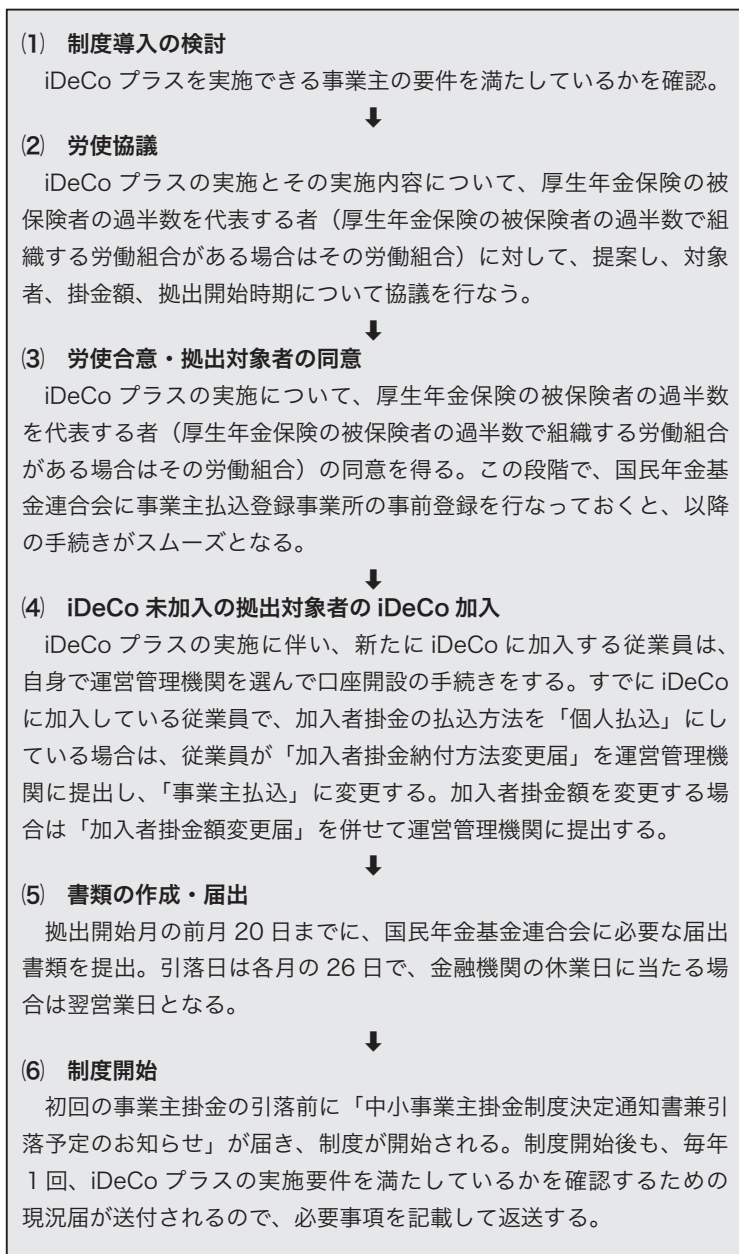 ⑴　制度導入の検討
iDeCo プラスを実施できる事業主の要件を満たしているかを確認。
⬇
⑵　労使協議
iDeCo プラスの実施とその実施内容について、厚生年金保険の被
保険者の過半数を代表する者（厚生年金保険の被保険者の過半数で組
織する労働組合がある場合はその労働組合）に対して、提案し、対象
者、掛金額、拠出開始時期について協議を行なう。
⬇
⑶　労使合意・拠出対象者の同意
iDeCo プラスの実施について、厚生年金保険の被保険者の過半数
を代表する者（厚生年金保険の被保険者の過半数で組織する労働組合
がある場合はその労働組合）の同意を得る。この段階で、国民年金基
金連合会に事業主払込登録事業所の事前登録を行なっておくと、以降
の手続きがスムーズとなる。
⬇
⑷　iDeCo 未加入の拠出対象者の iDeCo 加入
iDeCo プラスの実施に伴い、新たに iDeCo に加入する従業員は、
自身で運営管理機関を選んで口座開設の手続きをする。すでに iDeCo
に加入している従業員で、加入者掛金の払込方法を「個人払込」にし
ている場合は、従業員が「加入者掛金納付方法変更届」を運営管理機
関に提出し、「事業主払込」に変更する。加入者掛金額を変更する場
合は「加入者掛金額変更届」を併せて運営管理機関に提出する。
⬇
⑸　書類の作成・届出
拠出開始月の前月 20 日までに、国民年金基金連合会に必要な届出
書類を提出。引落日は各月の 26 日で、金融機関の休業日に当たる場
合は翌営業日となる。
⬇
⑹　制度開始
初回の事業主掛金の引落前に「中小事業主掛金制度決定通知書兼引
落予定のお知らせ」が届き、制度が開始される。制度開始後も、毎年
１回、iDeCo プラスの実施要件を満たしているかを確認するための
現況届が送付されるので、必要事項を記載して返送する。